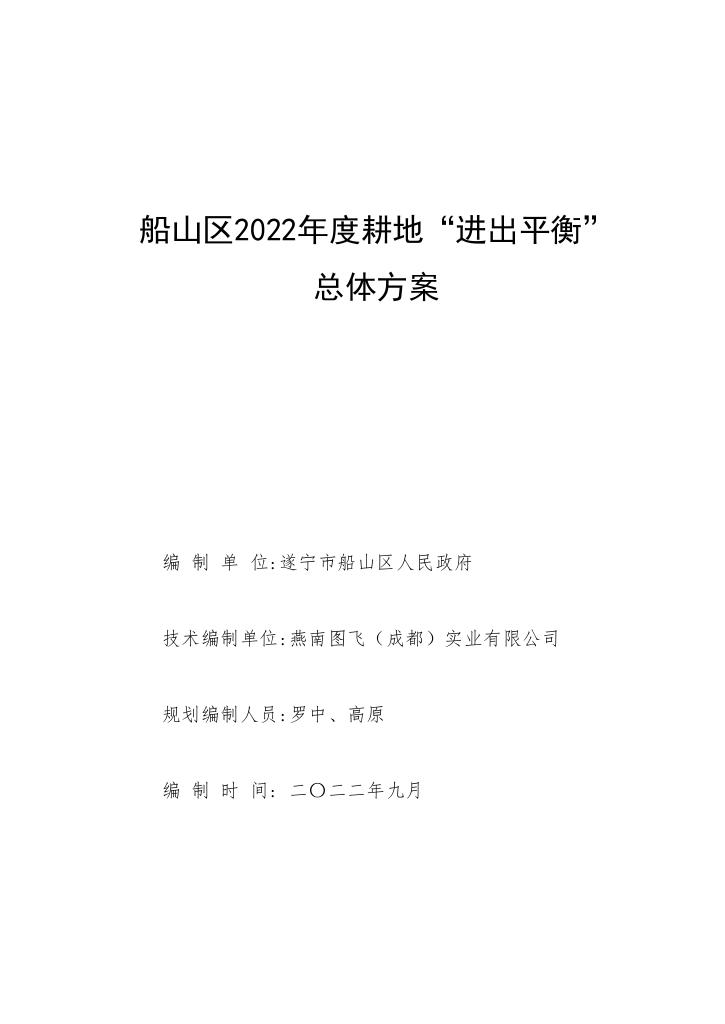 船山区2022年度耕地“进出平衡”
总体方案
编 制 单 位:遂宁市船山区人民政府
技术编制单位:燕南图飞（成都）实业有限公司
规划编制人员:罗中、高原
编 制 时 间: 二〇二二年九月